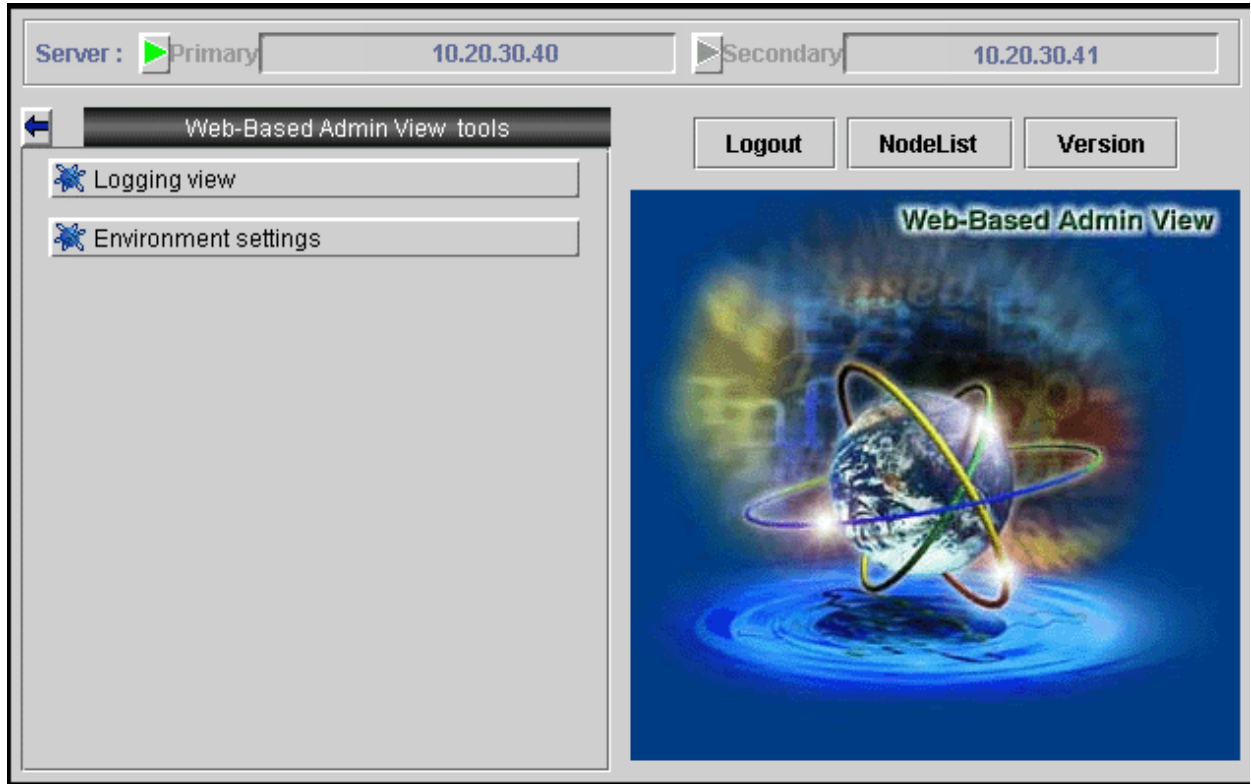 Server : Primary 10.20.30.40 Secondary 10.20.30.41
Web-Based Admin View tools
Logout NodeList Version
Logging view
Environment settings
Web-Based Admin View
ased